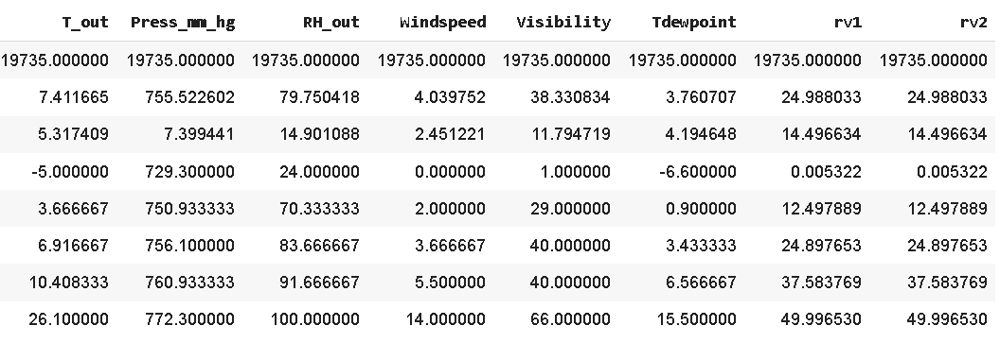 T_out Press_mm_hg RH_out Windspeed Visibility Tdewpoint rv1 rv2
19735.000000 19735.000000 19735.000000 19735.000000 19735.000000 19735.000000 19735.000000 19735.000000
7.411665 755.522602 79.750418 4.039752 38.330834 3.760707 24.988033 24.988033
5.317409 7.399441 14.901088 2.451221 11.794719 4.194648 14.496634 14.496634
-5.000000 729.300000 24.000000 0.000000 1.000000 -6.600000 0.005322 0.005322
3.666667 750.933333 70.333333 2.000000 29.000000 0.900000 12.497889 12.497889
6.916667 756.100000 83.666667 3.666667 40.000000 3.433333 24.897653 24.897653
10.408333 760.933333 91.666667 5.500000 40.000000 6.566667 37.583769 37.583769
26.100000 772.300000 100.000000 14.000000 66.000000 15.500000 49.996530 49.996530